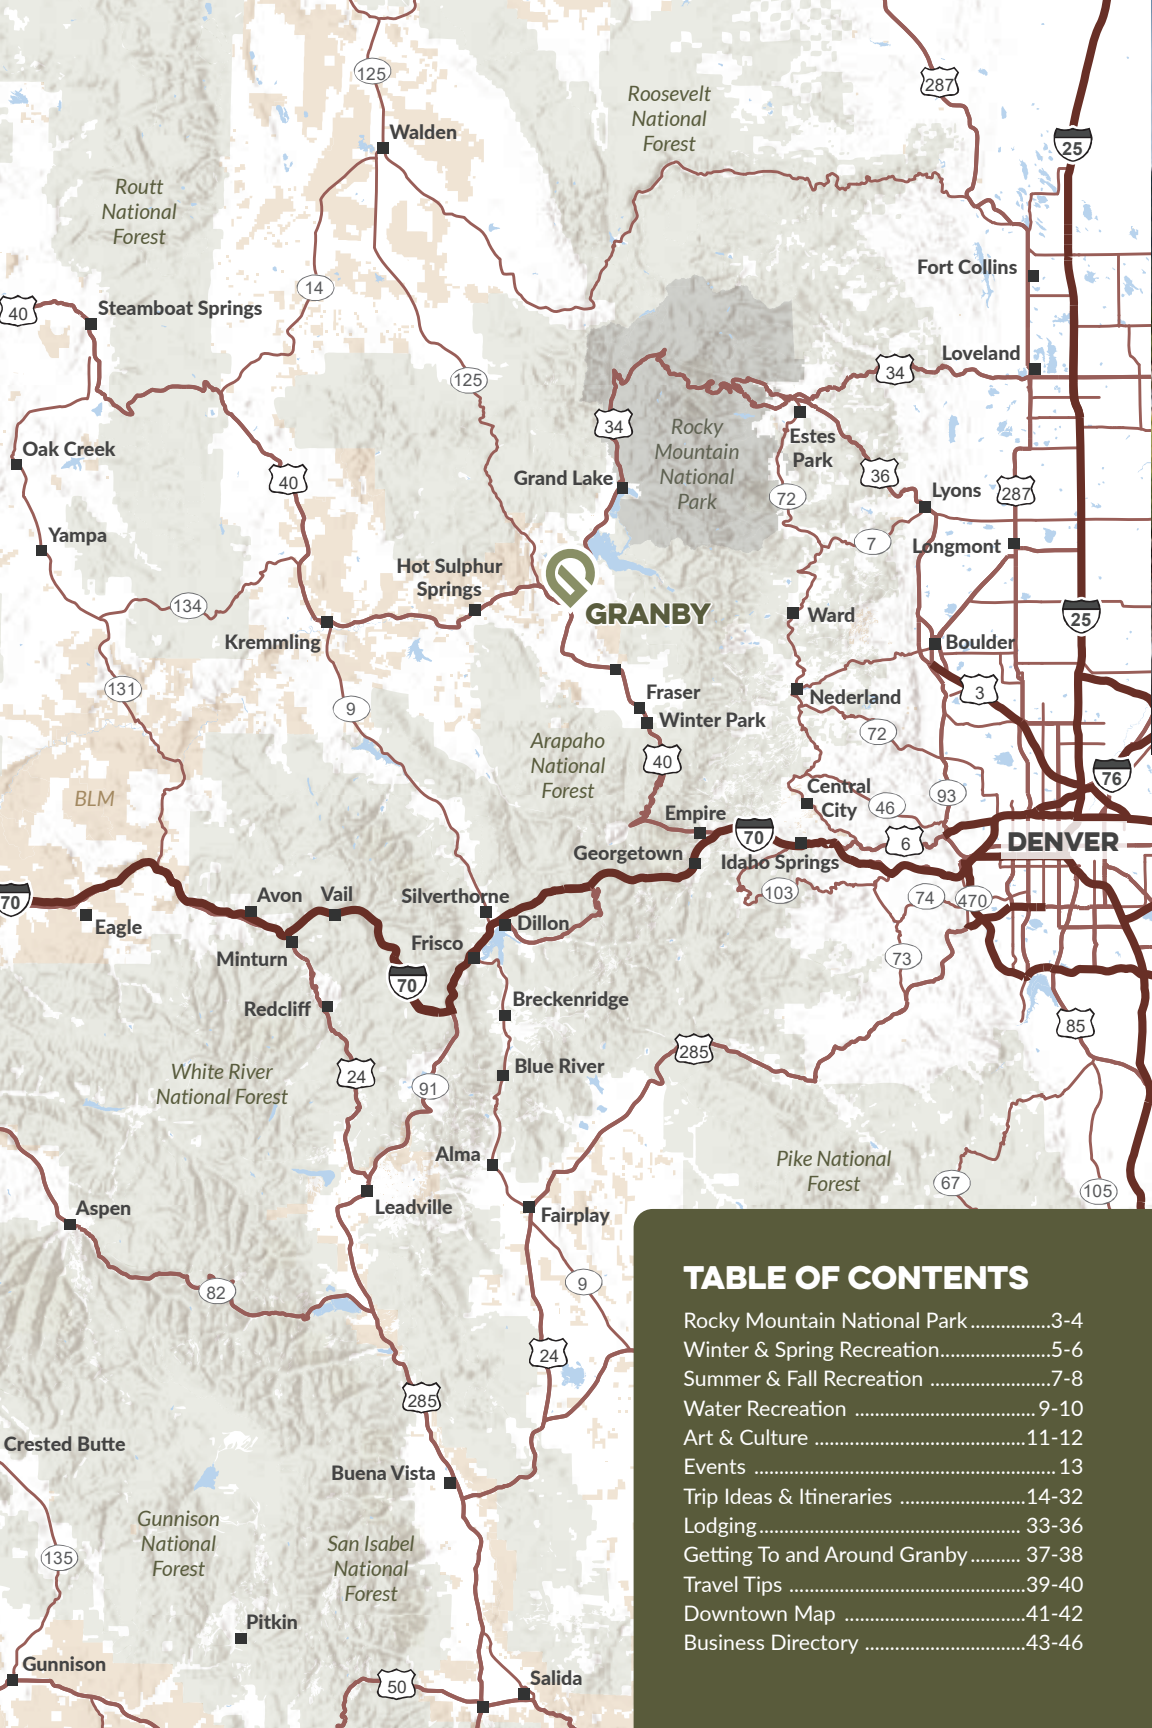 125
287
Roosevelt
National
Forest
Walden
25
Routt
National
Forest
Fort Collins
14
40
Steamboat Springs
Loveland
34
125
34
Rocky
Mountain
National
Park
Estes
Park
Oak Creek
40
Grand Lake
36
72
Lyons
287
Yampa
7
Longmont
Hot Sulphur
Springs
134
GRANBY
Ward
25
Kremmling
Boulder
131
9
Fraser
Nederland
3
Winter Park
72
Arapaho
National
Forest
40
76
BLM
Central
City
46
93
Empire
70
6
DENVER
Georgetown
Idaho Springs
103
74
470
70
Avon
Vail
Silverthorne
Eagle
Dillon
Minturn
Frisco
73
70
Redcliff
Breckenridge
85
285
White River
National Forest
24
91
Blue River
Alma
Pike National
Forest
67
105
Aspen
Leadville
Fairplay
82
9
24
285
Crested Butte
Buena Vista
Gunnison
National
Forest
San Isabel
National
Forest
135
Pitkin
Gunnison
50
Salida
TABLE OF CONTENTS
Rocky Mountain National Park................3-4
Winter & Spring Recreation.....................5-6
Summer & Fall Recreation .......................7-8
Water Recreation ..................................9-10
Art & Culture ........................................11-12
Events ..........................................................13
Trip Ideas & Itineraries ........................14-32
Lodging.................................................. 33-36
Getting To and Around Granby.......... 37-38
Travel Tips .............................................39-40
Downtown Map ..................................41-42
Business Directory ...............................43-46